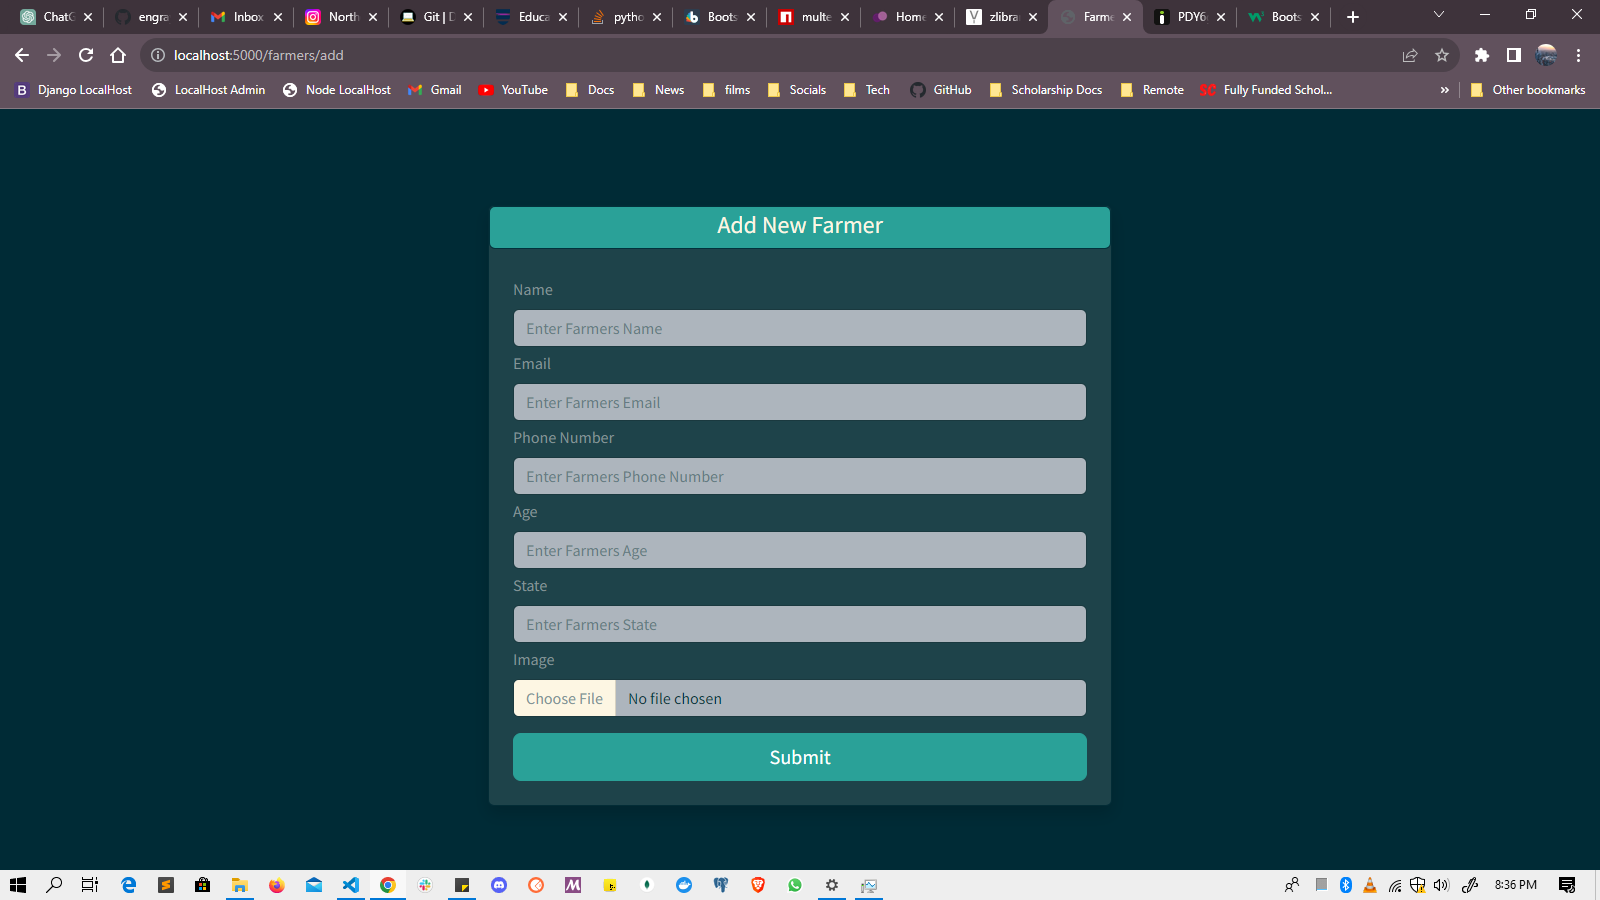 ChatG
engra
Inbox
North
Git | D
Educa
pytho
Boots
multe
Home
zlibra
Farme
PDY6
Boots
localhost:5000/farmers/add
Django LocalHost
LocalHost Admin
Node LocalHost
Gmail
YouTube
Docs
News
films
Socials
Tech
GitHub
Scholarship Docs
Remote
Fully Funded Schol...
Other bookmarks
Add New Farmer
Name
Enter Farmers Name
Email
Enter Farmers Email
Phone Number
Enter Farmers Phone Number
Age
Enter Farmers Age
State
Enter Farmers State
Image
Choose File No file chosen
Submit
8:36 PM